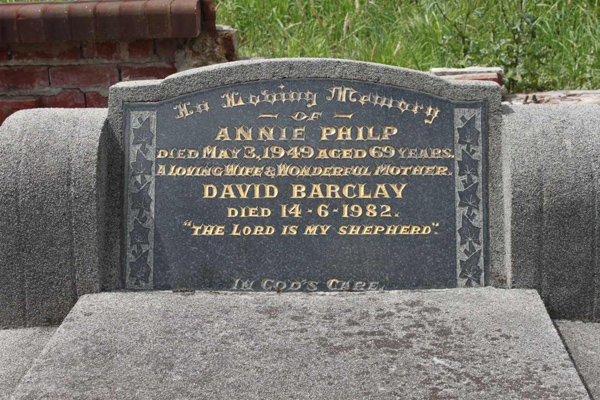 In Loving Memory
OF
ANNIE PHILP
DIED MAY 3, 1949 AGED 69 YEARS.
A LOVING WIFE & WONDERFUL MOTHER.
DAVID BARCLAY
DIED 14-6-1982.
"THE LORD IS MY SHEPHERD".
IN GOD'S CARE.